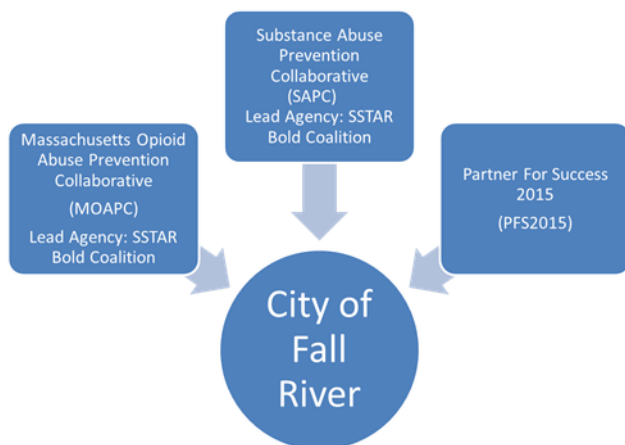 Substance Abuse
Prevention
Collaborative
(SAPC)
Lead Agency: SSTAR
Bold Coalition
Massachusetts Opioid
Abuse Prevention
Collaborative
(MOAPC)
Lead Agency: SSTAR
Bold Coalition
Partner For Success
2015
(PFS2015)
City of
Fall
River